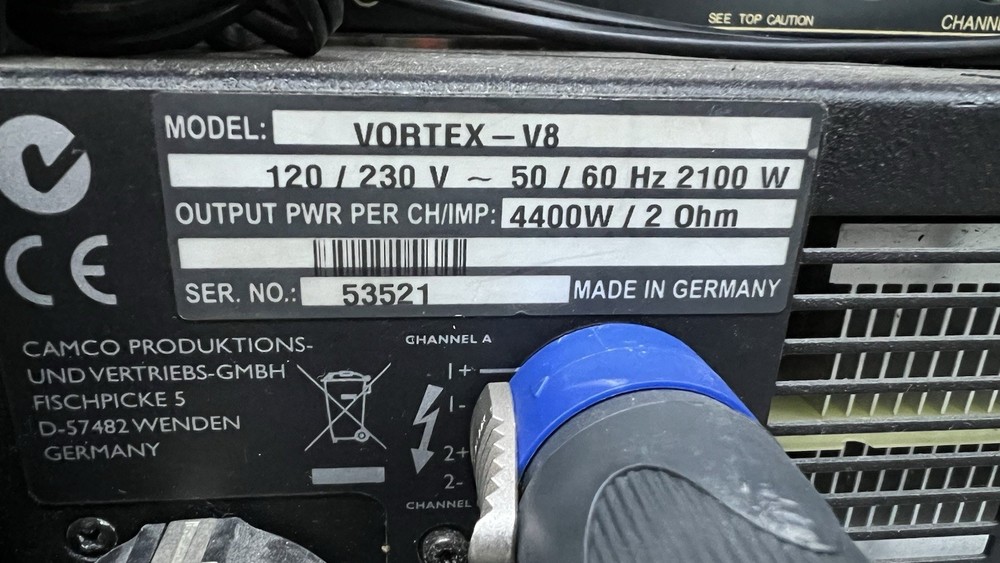 SEE TOP CAUTION
MODEL: VORTEX – V8
120 / 230 V ~ 50 / 60 Hz 2100 W
OUTPUT PWR PER CH/IMP: 4400W / 2 Ohm
SER. NO.: 53521 MADE IN GERMANY
CE
CAMCO PRODUKTIONS-
UND VERTRIEBS-GMBH
FISCHPICKE 5
D-57482 WENDEN
GERMANY
CHANNEL A
1+
1-
2+
2-
CHANNEL